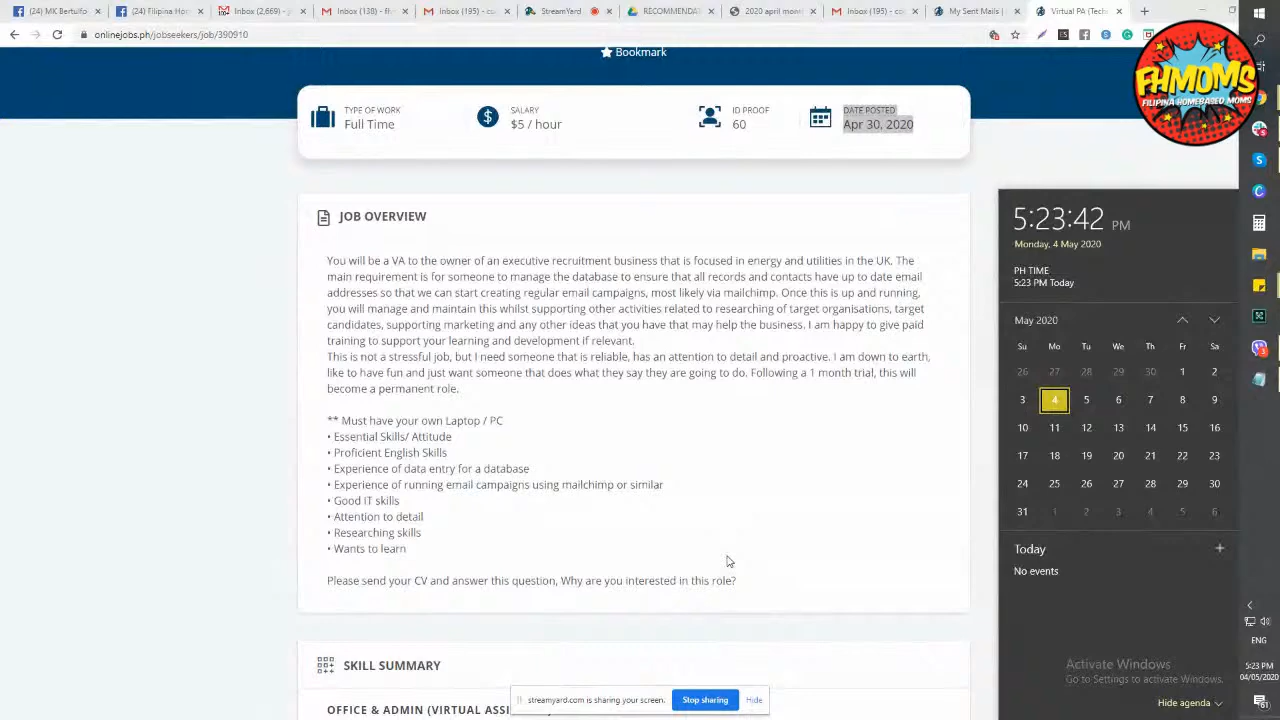 (24) MK Bertulfo
(24) Filipina Hom
Inbox (2,669) -
Inbox (138) - f
Inbox (195) - co
StreamYard
RECOMMENDA
2020 april mont
Inbox (195) - co
My Sent Mails |
Virtual PA (Tech
onlinejobs.ph/jobseekers/job/390910
Bookmark
FHMOMS
FILIPINA HOMEBASED MOMS
TYPE OF WORK
Full Time
SALARY
$5 / hour
ID PROOF
60
DATE POSTED
Apr 30, 2020
JOB OVERVIEW
You will be a VA to the owner of an executive recruitment business that is focused in energy and utilities in the UK. The
main requirement is for someone to manage the database to ensure that all records and contacts have up to date email
addresses so that we can start creating regular email campaigns, most likely via mailchimp. Once this is up and running,
you will manage and maintain this whilst supporting other activities related to researching of target organisations, target
candidates, supporting marketing and any other ideas that you have that may help the business. I am happy to give paid
training to support your learning and development if relevant.
This is not a stressful job, but I need someone that is reliable, has an attention to detail and proactive. I am down to earth,
like to have fun and just want someone that does what they say they are going to do. Following a 1 month trial, this will
become a permanent role.
** Must have your own Laptop / PC
• Essential Skills/ Attitude
• Proficient English Skills
• Experience of data entry for a database
• Experience of running email campaigns using mailchimp or similar
• Good IT skills
• Attention to detail
• Researching skills
• Wants to learn
Please send your CV and answer this question, Why are you interested in this role?
SKILL SUMMARY
OFFICE & ADMIN (VIRTUAL ASSI
streamyard.com is sharing your screen.
Stop sharing
Hide
5:23:42 PM
Monday, 4 May 2020
PH TIME
5:23 PM Today
May 2020
Su Mo Tu We Th Fr Sa
26 27 28 29 30 1 2
3 4 5 6 7 8 9
10 11 12 13 14 15 16
17 18 19 20 21 22 23
24 25 26 27 28 29 30
31 1 2 3 4 5 6
Today
No events
Activate Windows
Go to Settings to activate Windows.
Hide agenda
ENG
5:23 PM
04/05/2020